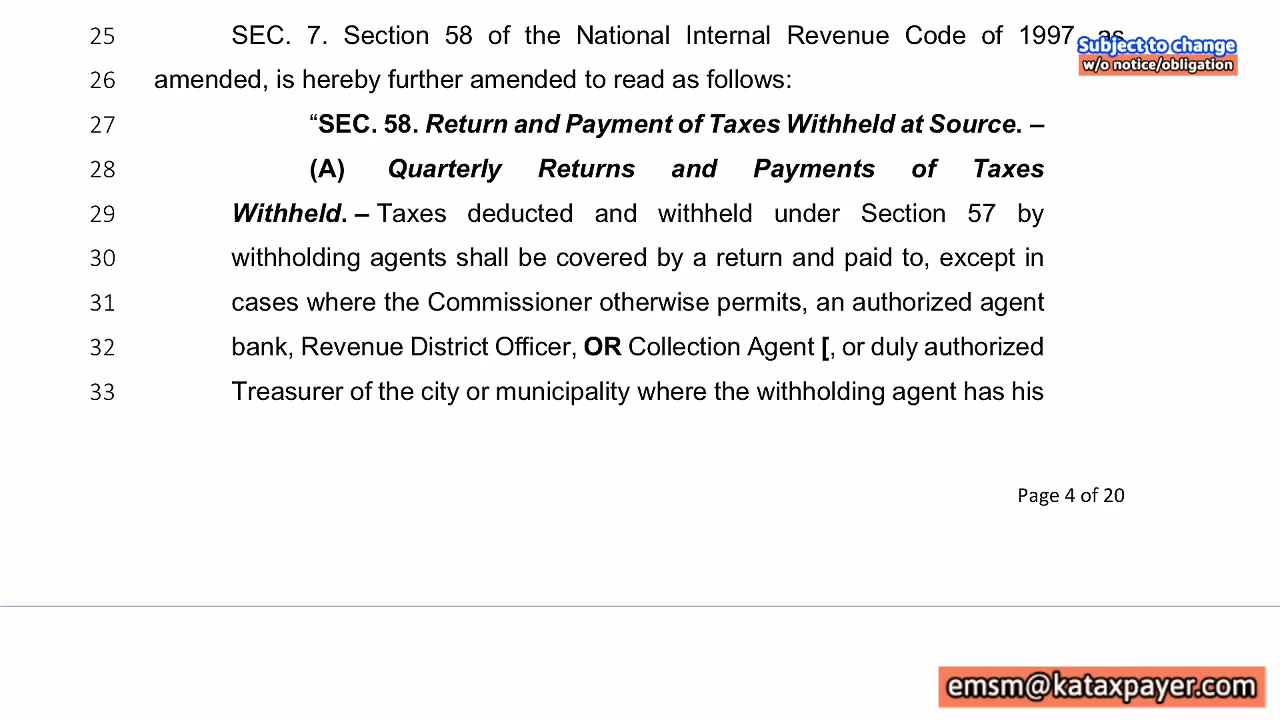 25 SEC. 7. Section 58 of the National Internal Revenue Code of 1997, as
Subject to change
w/o notice/obligation
26 amended, is hereby further amended to read as follows:
27 “SEC. 58. Return and Payment of Taxes Withheld at Source. –
28 (A) Quarterly Returns and Payments of Taxes
29 Withheld. – Taxes deducted and withheld under Section 57 by
30 withholding agents shall be covered by a return and paid to, except in
31 cases where the Commissioner otherwise permits, an authorized agent
32 bank, Revenue District Officer, OR Collection Agent [, or duly authorized
33 Treasurer of the city or municipality where the withholding agent has his
Page 4 of 20
emsm@kataxpayer.com